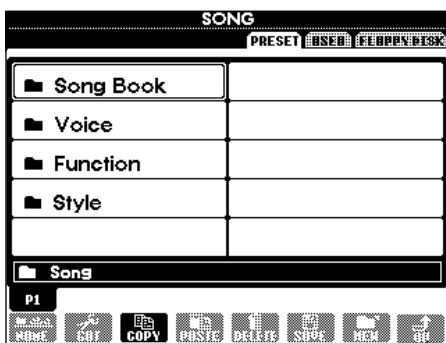 SONG
PRESET USER FLOPPY DISK
Song Book
Voice
Function
Style
Song
P1
NAME CUT COPY PASTE DELETE SAVE NEW UP